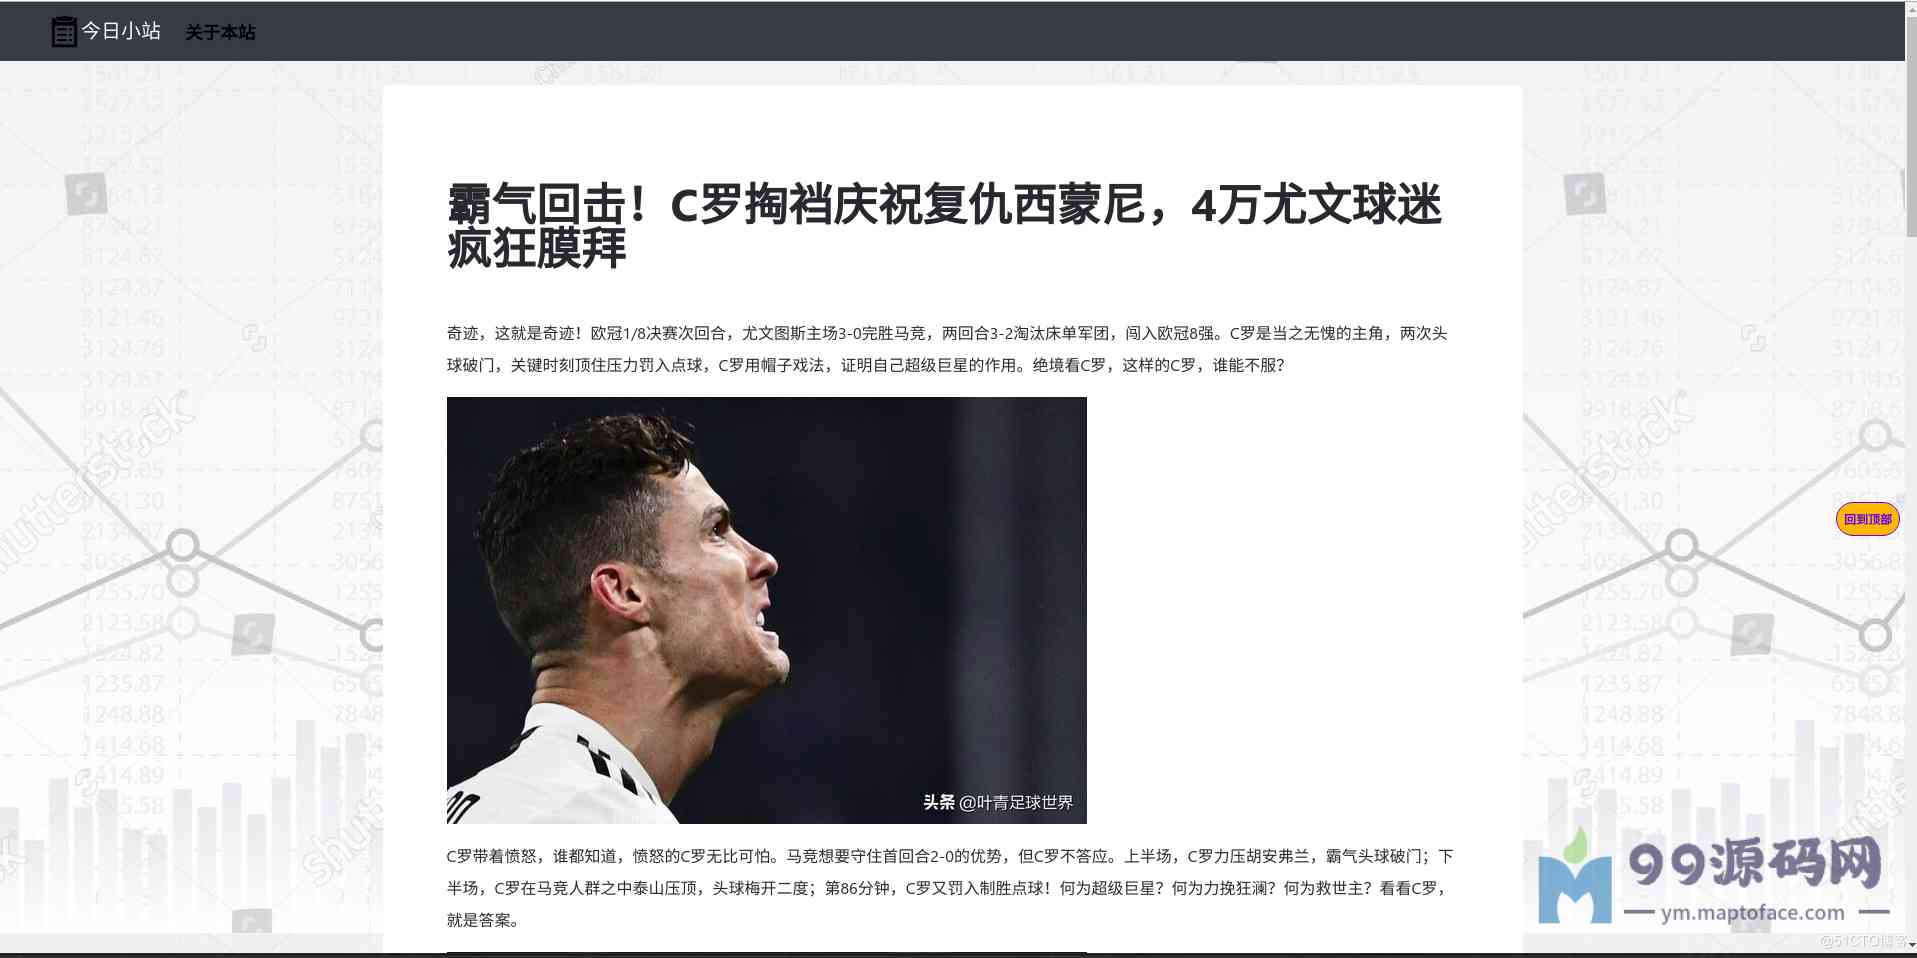 今日小站 关于本站
霸气回击！C罗掏裆庆祝复仇西蒙尼，4万尤文球迷
疯狂膜拜
奇迹，这就是奇迹！欧冠1/8决赛次回合，尤文图斯主场3-0完胜马竞，两回合3-2淘汰床单军团，闯入欧冠8强。C罗是当之无愧的主角，两次头
球破门，关键时刻顶住压力罚入点球，C罗用帽子戏法，证明自己超级巨星的作用。绝境看C罗，这样的C罗，谁能不服？
回到顶部
头条 @叶青足球世界
C罗带着愤怒，谁都知道，愤怒的C罗无比可怕。马竞想要守住首回合2-0的优势，但C罗不答应。上半场，C罗力压胡安弗兰，霸气头球破门；下
半场，C罗在马竞人群之中泰山压顶，头球梅开二度；第86分钟，C罗又罚入制胜点球！何为超级巨星？何为力挽狂澜？何为救世主？看看C罗，
就是答案。
99源码网
ym.maptoface.com
@51CTO博客